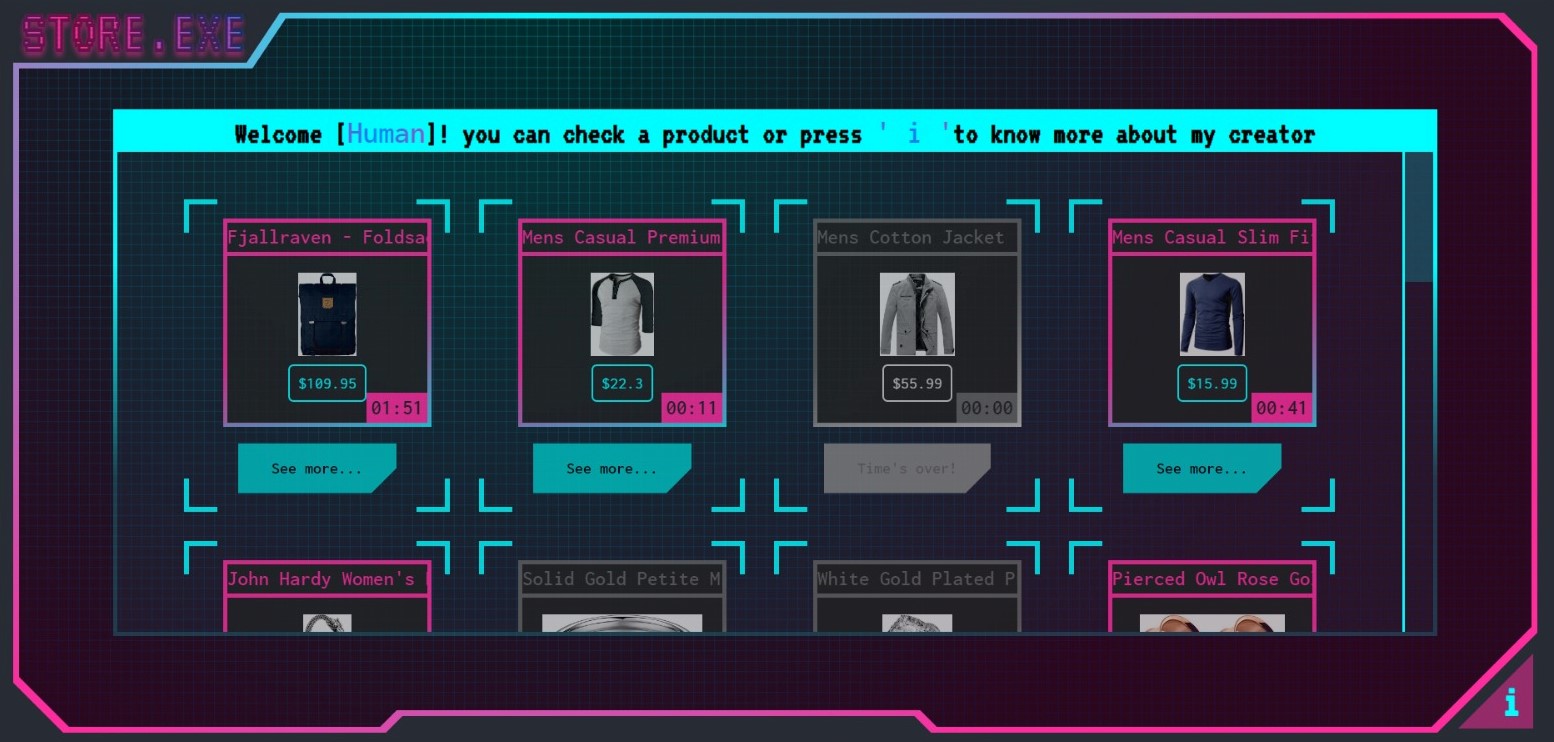 STORE.EXE
Welcome [Human]! you can check a product or press ' i 'to know more about my creator
Fjallraven - Foldsa
Mens Casual Premium
Mens Cotton Jacket
Mens Casual Slim Fi
$109.95
$22.3
$55.99
$15.99
01:51
00:11
00:00
00:41
See more...
See more...
Time's over!
See more...
John Hardy Women's
Solid Gold Petite M
White Gold Plated P
Pierced Owl Rose Go
i